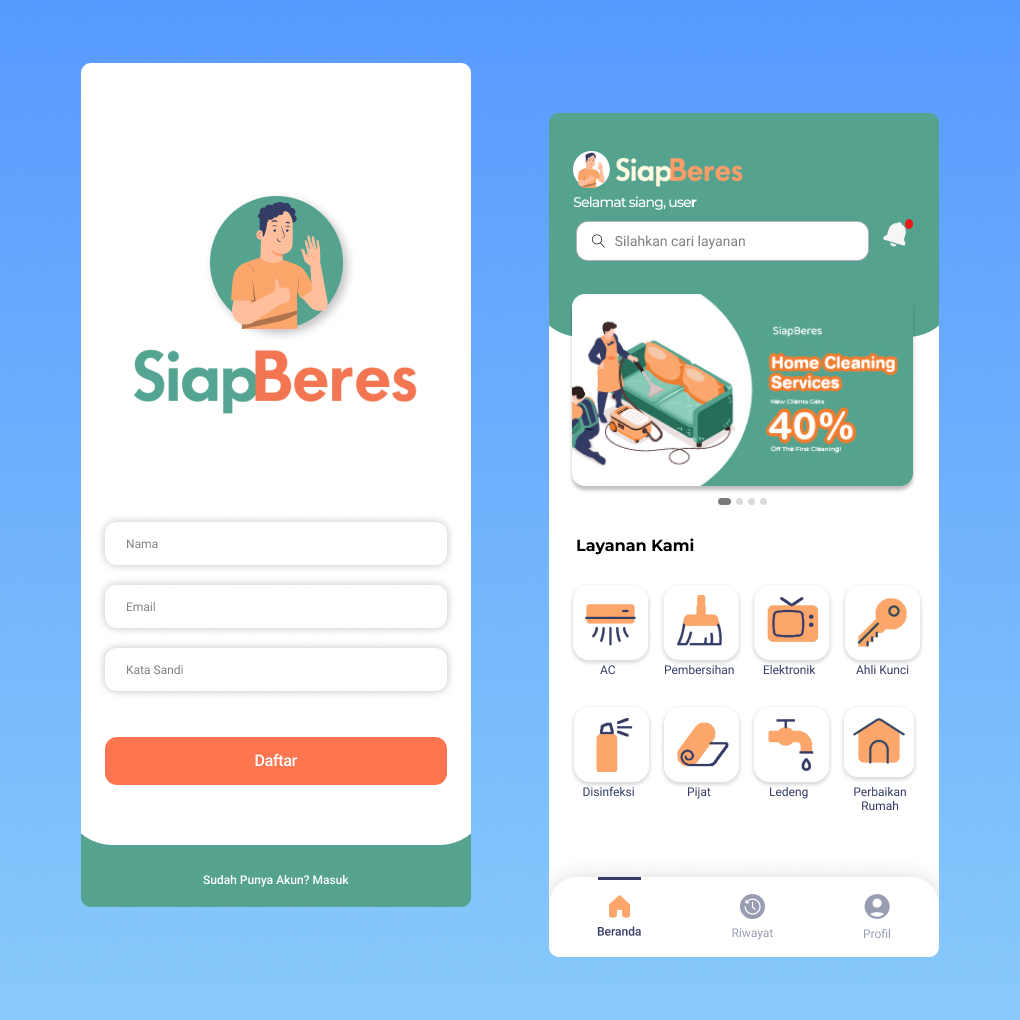 SiapBeres
Nama
Email
Kata Sandi
Daftar
Sudah Punya Akun? Masuk
SiapBeres
Selamat siang, user
Silahkan cari layanan
SiapBeres
Home Cleaning
Services
New Clients Gets
40%
Off The First Cleaning!
Layanan Kami
AC
Pembersihan
Elektronik
Ahli Kunci
Disinfeksi
Pijat
Ledeng
Perbaikan
Rumah
Beranda
Riwayat
Profil